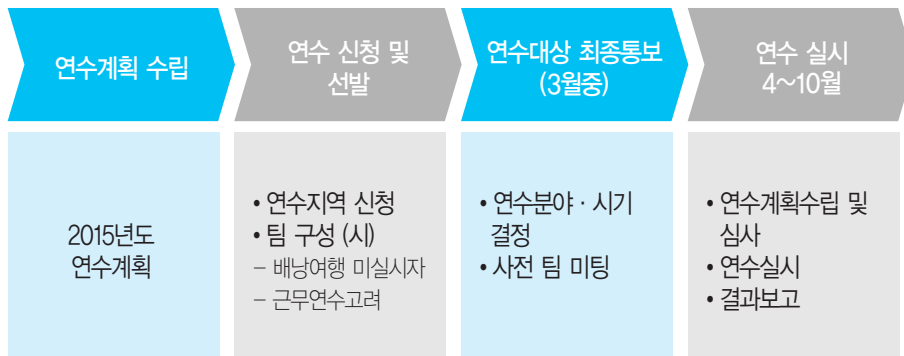 연수계획 수립
연수 신청 및
선발
연수대상 최종통보
(3월중)
연수 실시
4~10월
2015년도
연수계획
• 연수지역 신청
• 팀 구성 (시)
– 배낭여행 미실시자
– 근무연수고려
• 연수분야 · 시기
결정
• 사전 팀 미팅
• 연수계획수립 및
심사
• 연수실시
• 결과보고